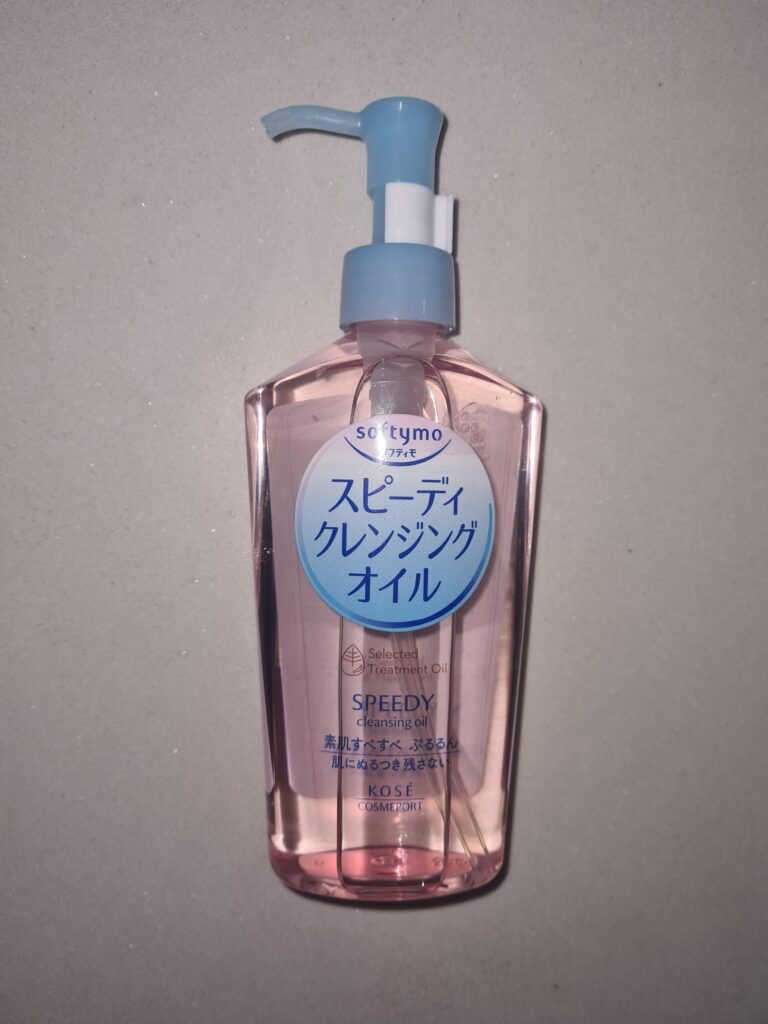 softymo
ソフティモ
スピーディ
クレンジング
オイル
Selected
Treatment Oil
SPEEDY
cleansing oil
素肌すべすべ ぷるるん
肌にぬるつき残さない
KOSÉ
COSMEPORT